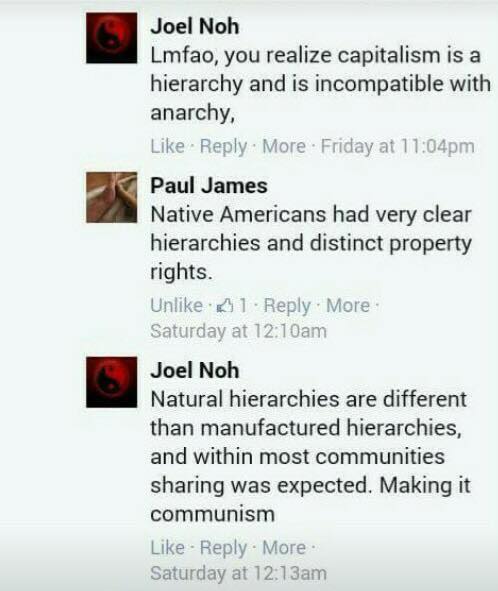 Joel Noh
Lmfao, you realize capitalism is a
hierarchy and is incompatible with
anarchy,
Like · Reply · More · Friday at 11:04pm
Paul James
Native Americans had very clear
hierarchies and distinct property
rights.
Unlike · 1 · Reply · More ·
Saturday at 12:10am
Joel Noh
Natural hierarchies are different
than manufactured hierarchies,
and within most communities
sharing was expected. Making it
communism
Like · Reply · More ·
Saturday at 12:13am